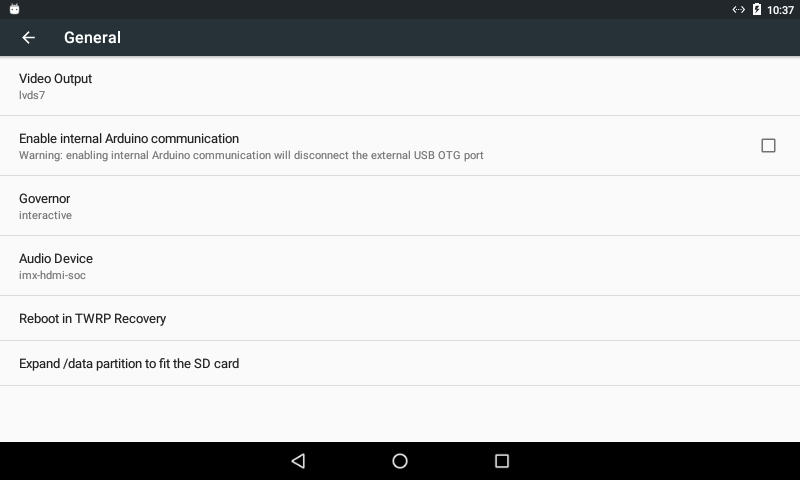 10:37
General
Video Output
lvds7
Enable internal Arduino communication
Warning: enabling internal Arduino communication will disconnect the external USB OTG port
Governor
interactive
Audio Device
imx-hdmi-soc
Reboot in TWRP Recovery
Expand /data partition to fit the SD card